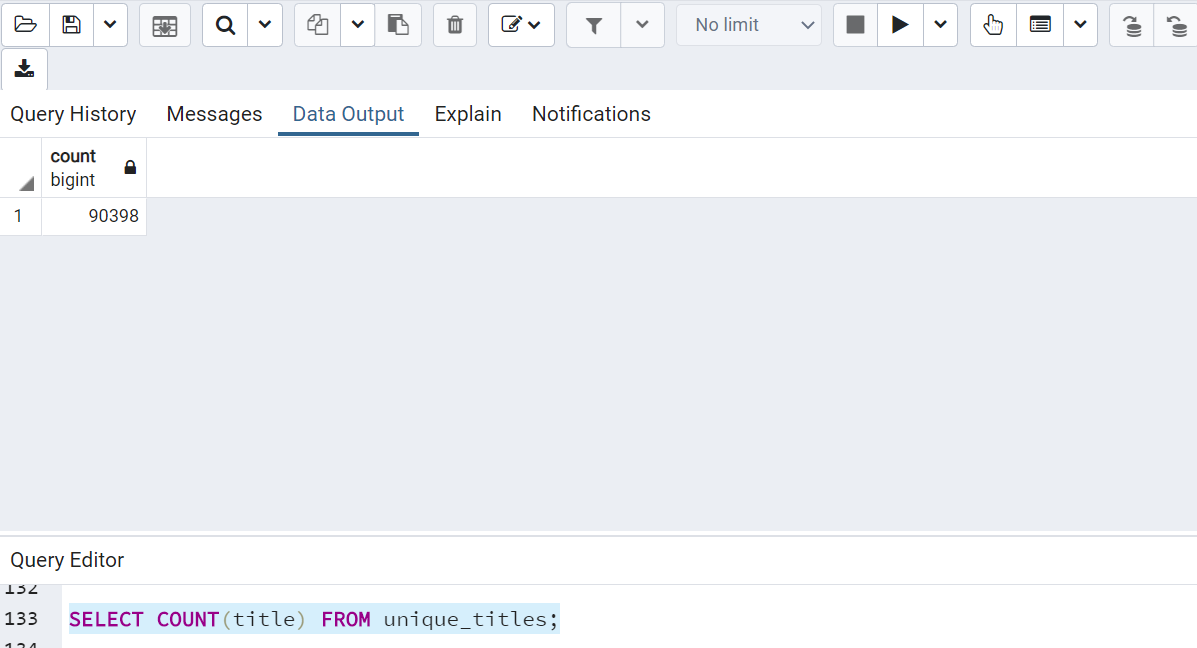 No limit
Query History Messages Data Output Explain Notifications
count
bigint
1 90398
Query Editor
132
133 SELECT COUNT(title) FROM unique_titles;
134